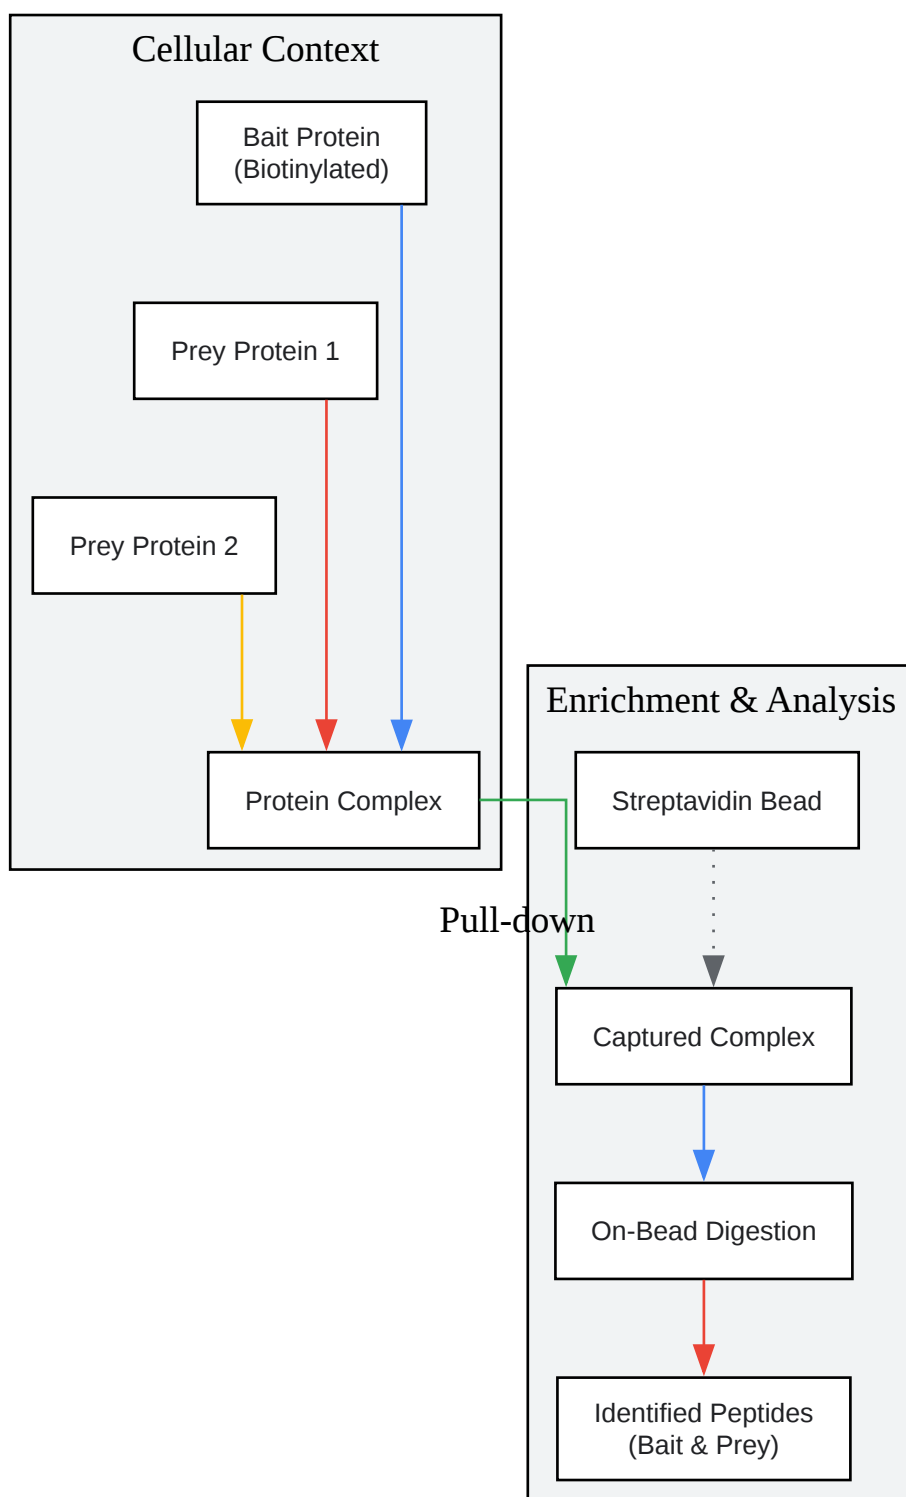 Cellular Context
Bait Protein
(Biotinylated)
Prey Protein 1
Prey Protein 2
Protein Complex
Enrichment & Analysis
Streptavidin Bead
Pull-down
Captured Complex
On-Bead Digestion
Identified Peptides
(Bait & Prey)